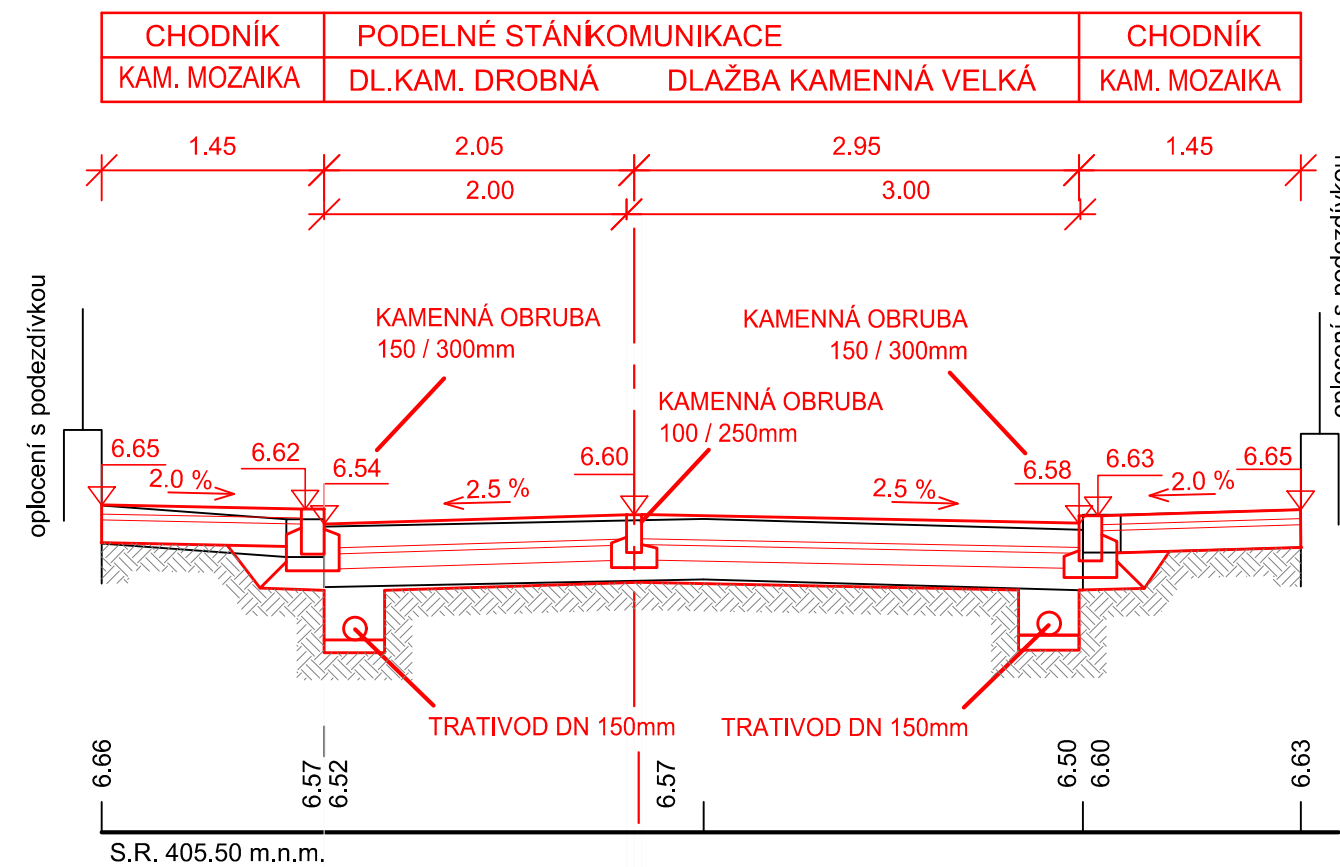 CHODNÍK PODELNÉ STÁNÍKOMUNIKACE CHODNÍK
KAM. MOZAIKA DL.KAM. DROBNÁ DLAŽBA KAMENNÁ VELKÁ KAM. MOZAIKA
1.45 2.05 2.95 1.45
2.00 3.00
oplocení s podezdívkou
oplocení s podezdívkou
KAMENNÁ OBRUBA
150 / 300mm
KAMENNÁ OBRUBA
150 / 300mm
KAMENNÁ OBRUBA
100 / 250mm
6.65 6.62 6.54 6.60 6.58 6.63 6.65
2.0 % 2.5 % 2.5 % 2.0 %
TRATIVOD DN 150mm TRATIVOD DN 150mm
6.66 6.57 6.52 6.57 6.50 6.60 6.63
S.R. 405.50 m.n.m.